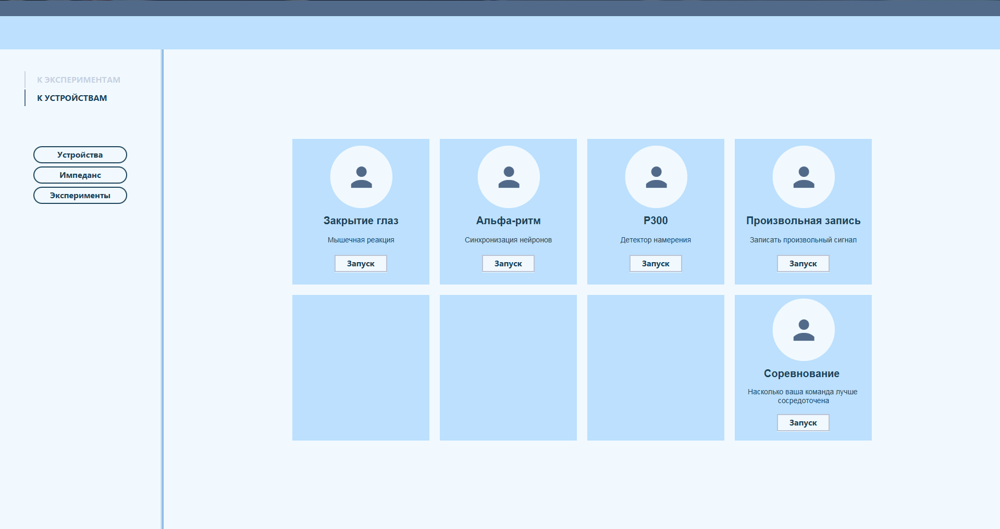 К ЭКСПЕРИМЕНТАМ
К УСТРОЙСТВАМ
Устройства
Импеданс
Эксперименты
Закрытие глаз
Мышечная реакция
Запуск
Альфа-ритм
Синхронизация нейронов
Запуск
P300
Детектор намерения
Запуск
Произвольная запись
Записать произвольный сигнал
Запуск
Соревнование
Насколько ваша команда лучше
сосредоточена
Запуск